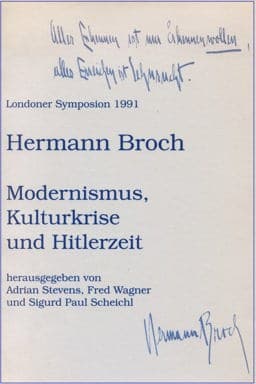 Alles Erkennen ist nur Erkennenwollen,
alles Erreichen ist Sehnsucht.
Londoner Symposion 1991
Hermann Broch
Modernismus,
Kulturkrise
und Hitlerzeit
herausgegeben von
Adrian Stevens, Fred Wagner
und Sigurd Paul Scheichl
Hermann Broch